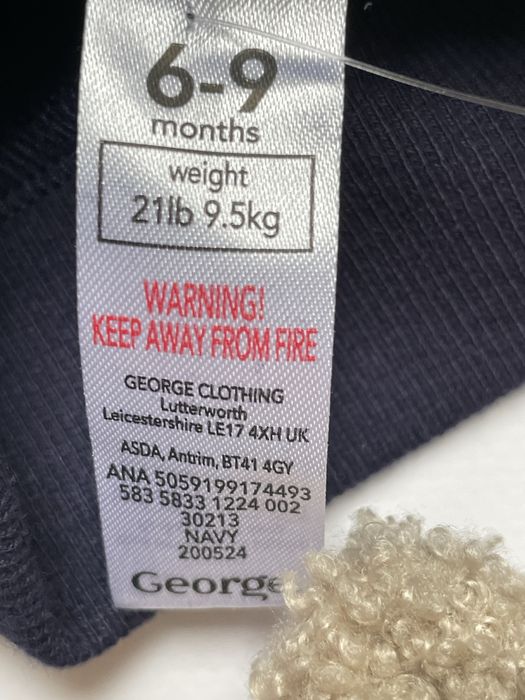 6-9
months
weight
21lb 9.5kg
WARNING!
KEEP AWAY FROM FIRE
GEORGE CLOTHING
Lutterworth
Leicestershire LE17 4XH UK
ASDA, Antrim, BT41 4GY
ANA 5059199174493
583 5833 1224 002
30213
NAVY
200524
George